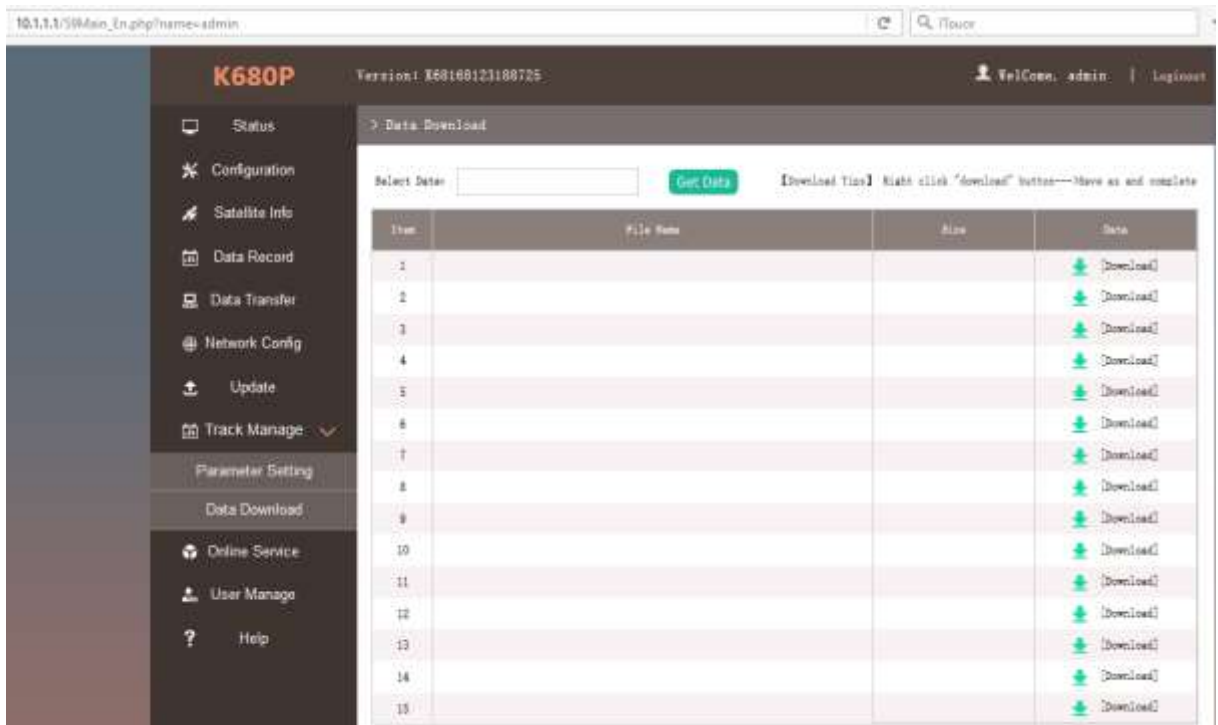 10.1.1.1/S9Main_En.php?name=admin
K680P
Version: K68168123188725
WelCome, admin | Loginout
Status
Configuration
Satellite Info
Data Record
Data Transfer
Network Config
Update
Track Manage
Parameter Setting
Data Download
Online Service
User Manage
Help
> Data Download
Select Date:
Get Data
【Download Tips】 Right click "download" button---
as and complete
Item File Name Size Data
1 [Download]
2 [Download]
3 [Download]
4 [Download]
5 [Download]
6 [Download]
7 [Download]
8 [Download]
9 [Download]
10 [Download]
11 [Download]
12 [Download]
13 [Download]
14 [Download]
15 [Download]